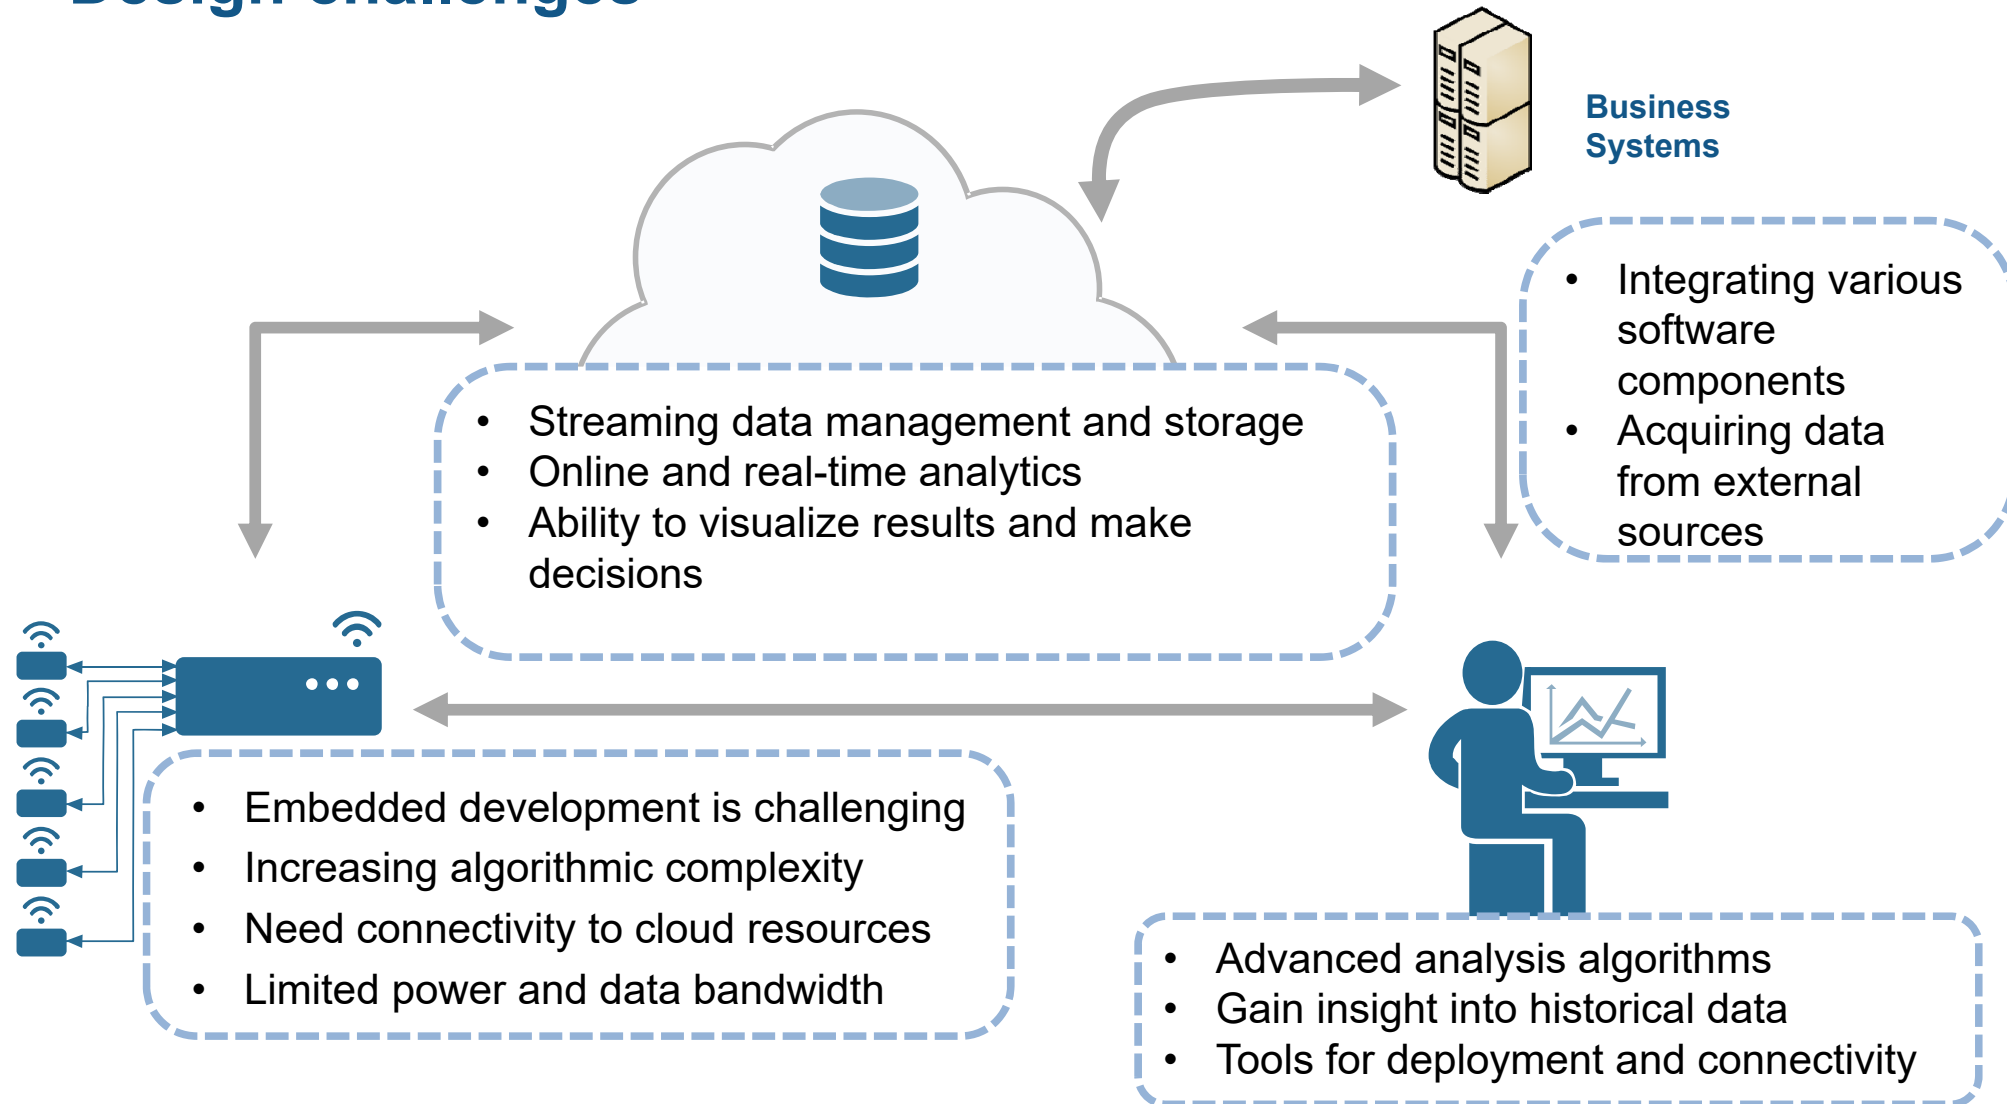 Design challenges
Business
Systems
• Integrating various
software
components
• Acquiring data
from external
sources
• Streaming data management and storage
• Online and real-time analytics
• Ability to visualize results and make
decisions
• Embedded development is challenging
• Increasing algorithmic complexity
• Need connectivity to cloud resources
• Limited power and data bandwidth
• Advanced analysis algorithms
• Gain insight into historical data
• Tools for deployment and connectivity